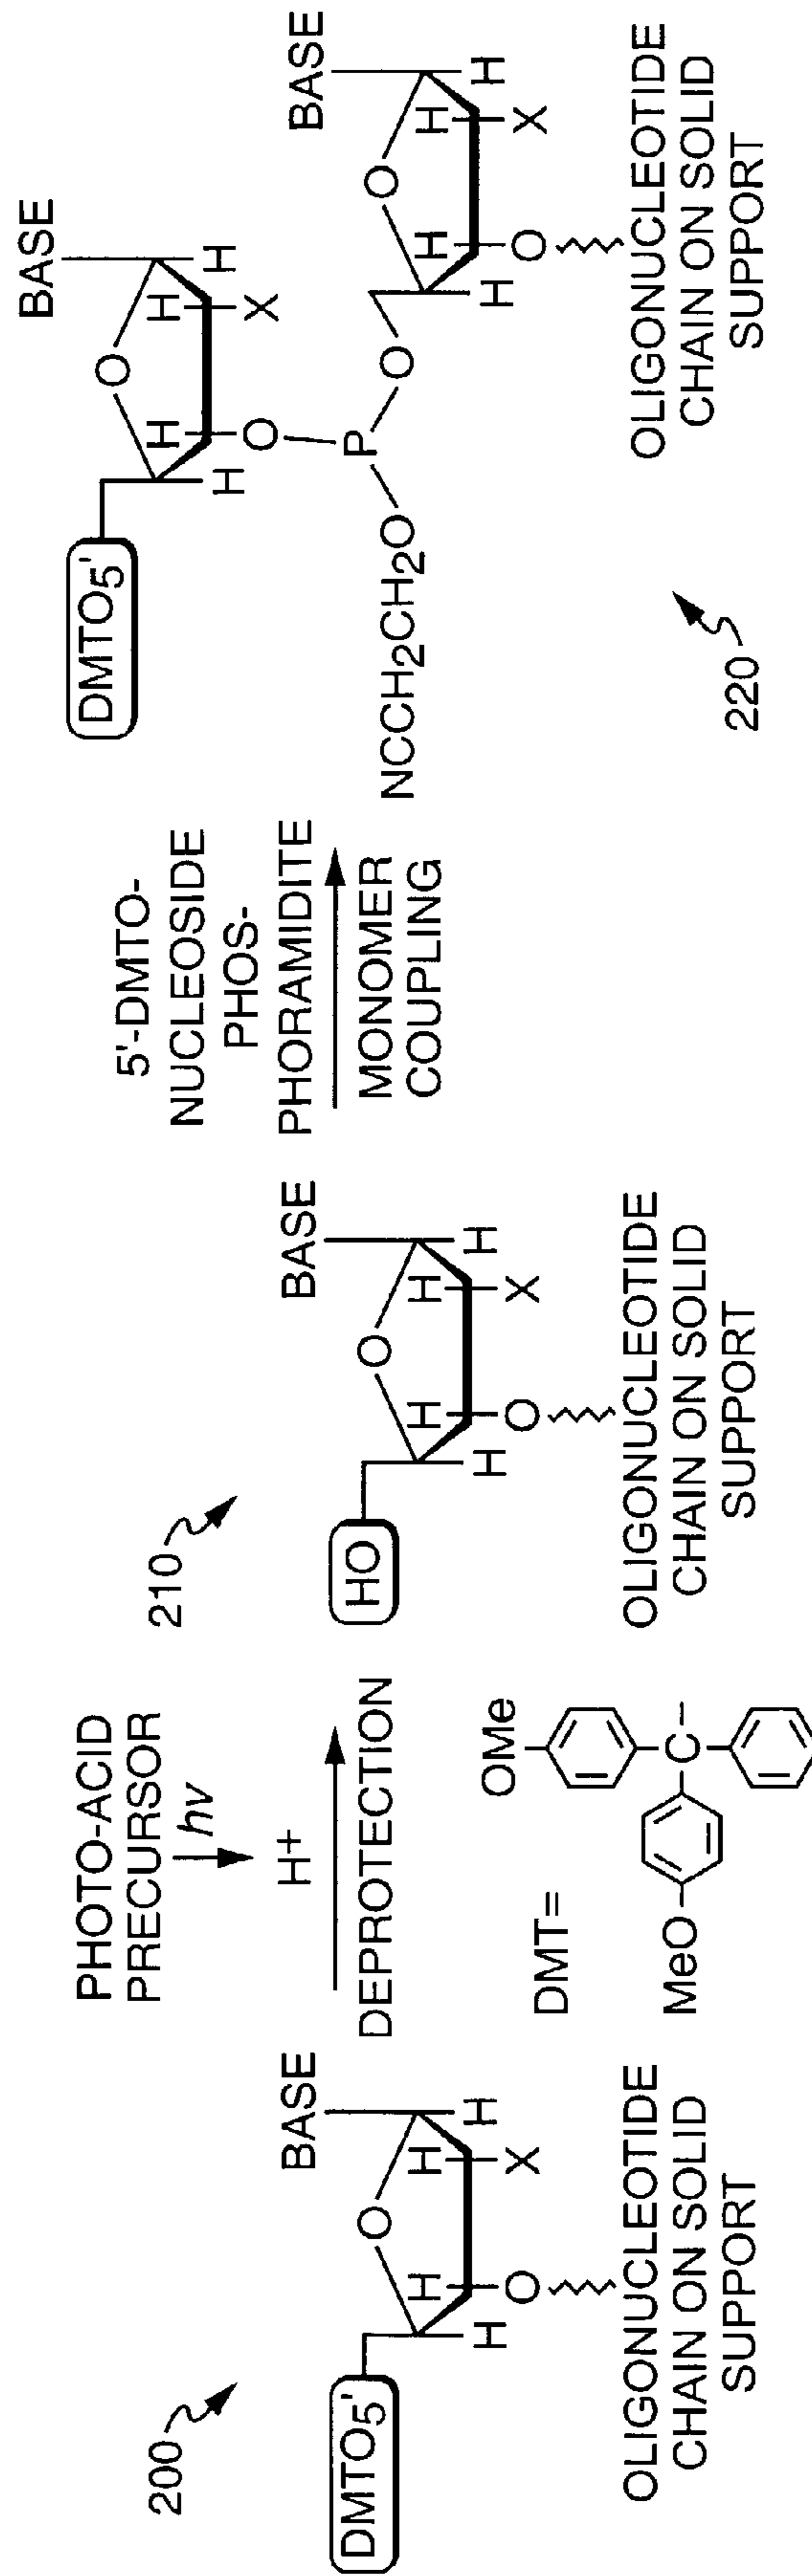 200
DMTO5'
BASE
O
H
H
X
H
O
OLIGONUCLEOTIDE
CHAIN ON SOLID
SUPPORT
PHOTO-ACID
PRECURSOR
hν
H+
DEPROTECTION
DMT=
OMe
MeO
C
210
HO
BASE
O
H
H
X
H
O
OLIGONUCLEOTIDE
CHAIN ON SOLID
SUPPORT
5'-DMTO-
NUCLEOSIDE
PHOS-
PHORAMIDITE
MONOMER
COUPLING
DMTO5'
BASE
O
H
H
X
H
O
P
O
NCCH2CH2O
BASE
O
H
H
X
H
O
OLIGONUCLEOTIDE
CHAIN ON SOLID
SUPPORT
220